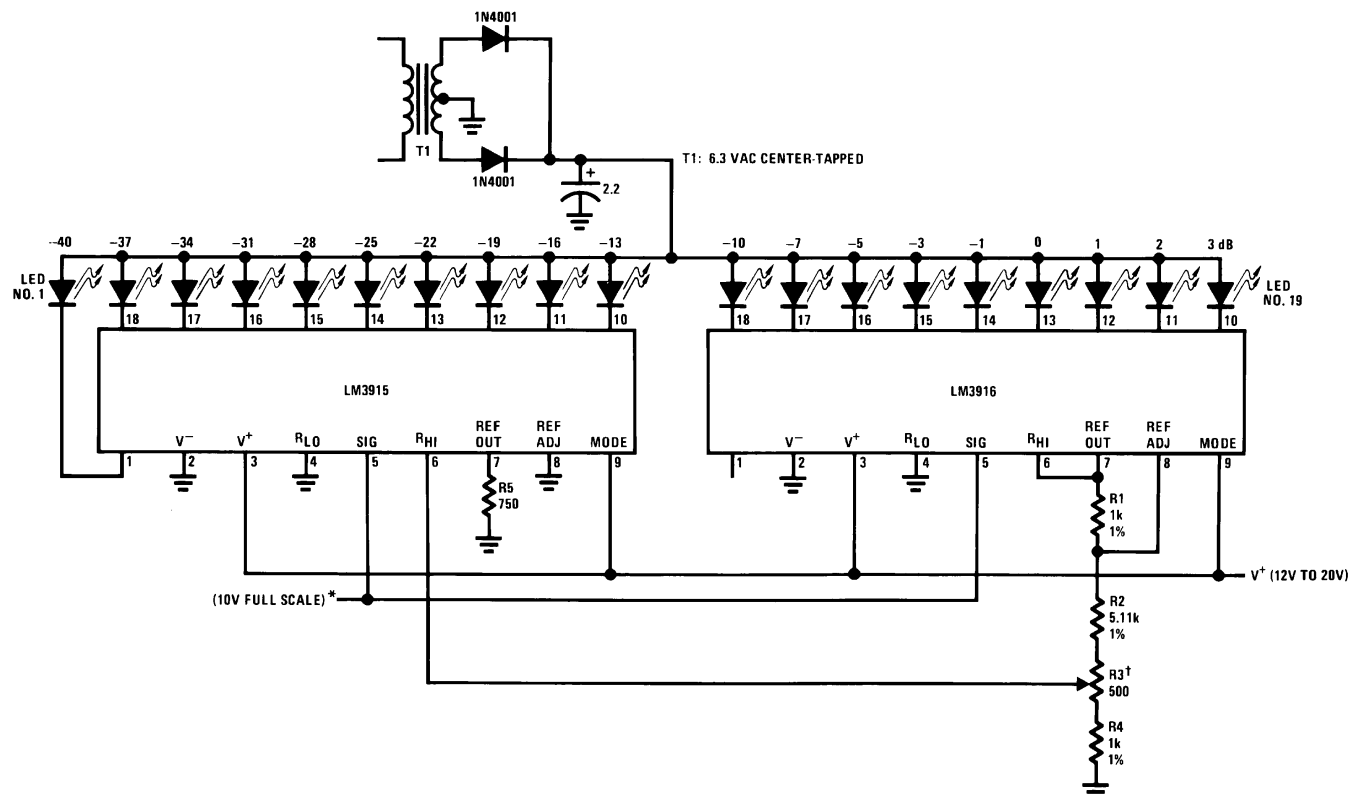 1N4001
T1
1N4001
T1: 6.3 VAC CENTER-TAPPED
+
2.2
−40 −37 −34 −31 −28 −25 −22 −19 −16 −13 −10 −7 −5 −3 −1 0 1 2 3 dB
LED NO. 1
LED NO. 19
18 17 16 15 14 13 12 11 10
18 17 16 15 14 13 12 11 10
LM3915
LM3916
V− V+ RLO SIG RHI REF OUT REF ADJ MODE
1 2 3 4 5 6 7 8 9
V− V+ RLO SIG RHI REF OUT REF ADJ MODE
1 2 3 4 5 6 7 8 9
R5
750
R1
1k
1%
V+ (12V TO 20V)
(10V FULL SCALE)*
R2
5.11k
1%
R3†
500
R4
1k
1%